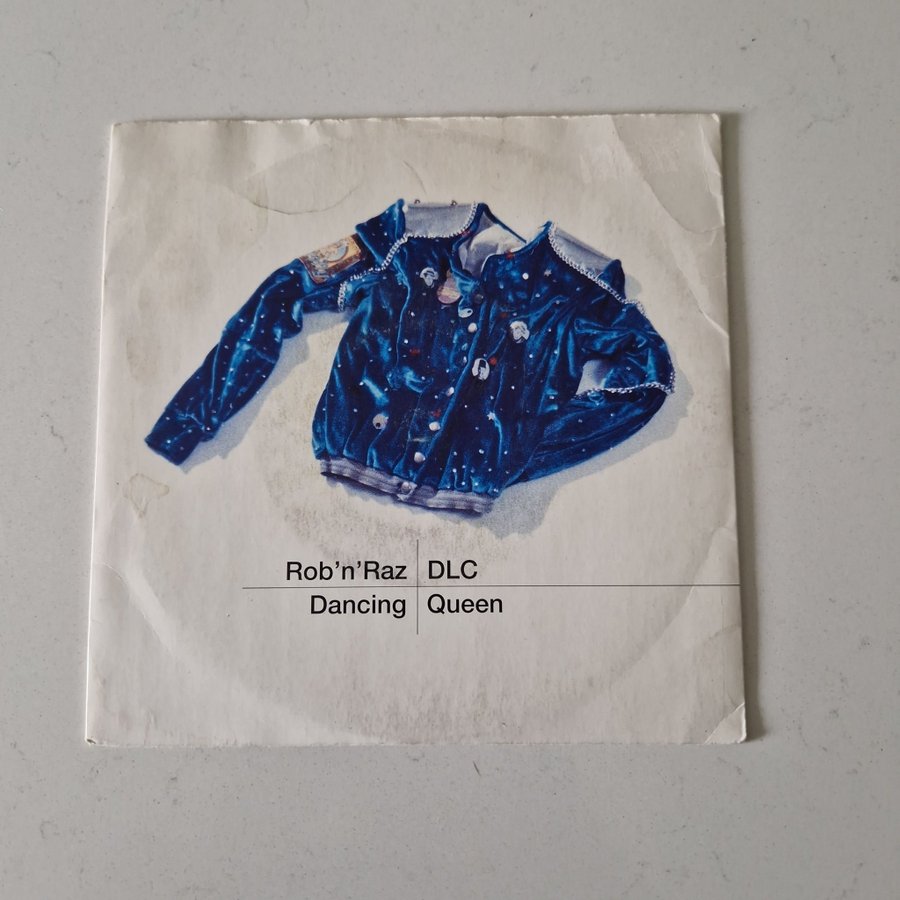 Rob’n’Raz DLC
Dancing Queen